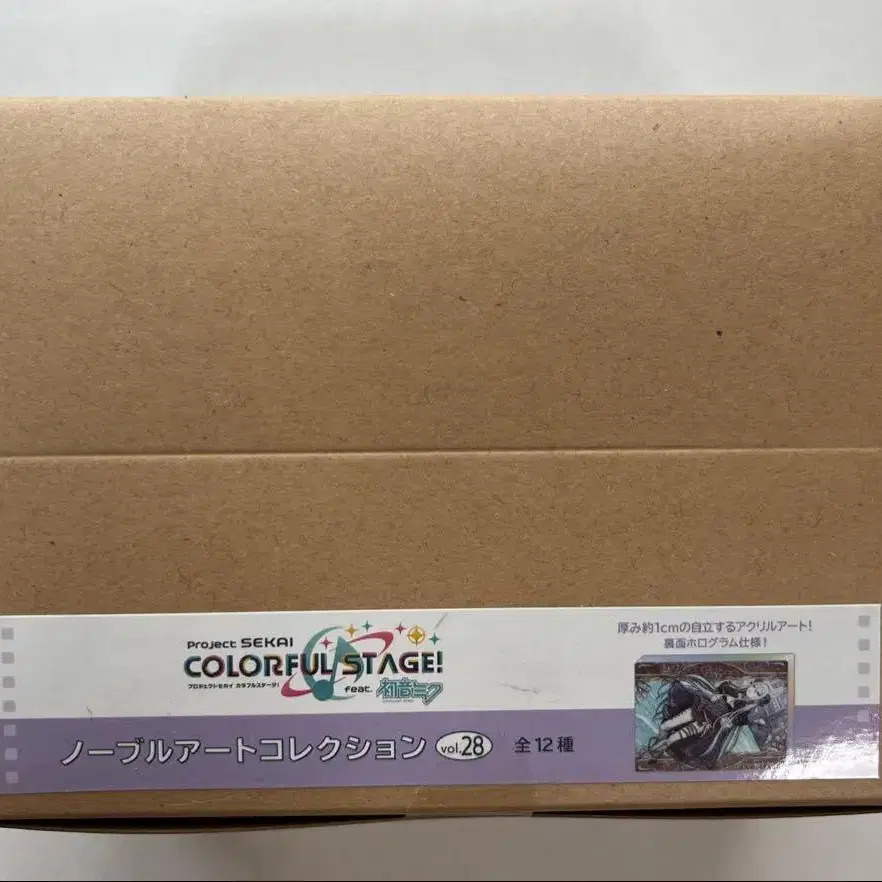 Project SEKAI
COLORFUL STAGE!
プロジェクトセカイ カラフルステージ!
feat. 初音ミク
厚み約1cmの自立するアクリルアート!
裏面ホログラム仕様!
ノーブルアートコレクション vol.28 全12種